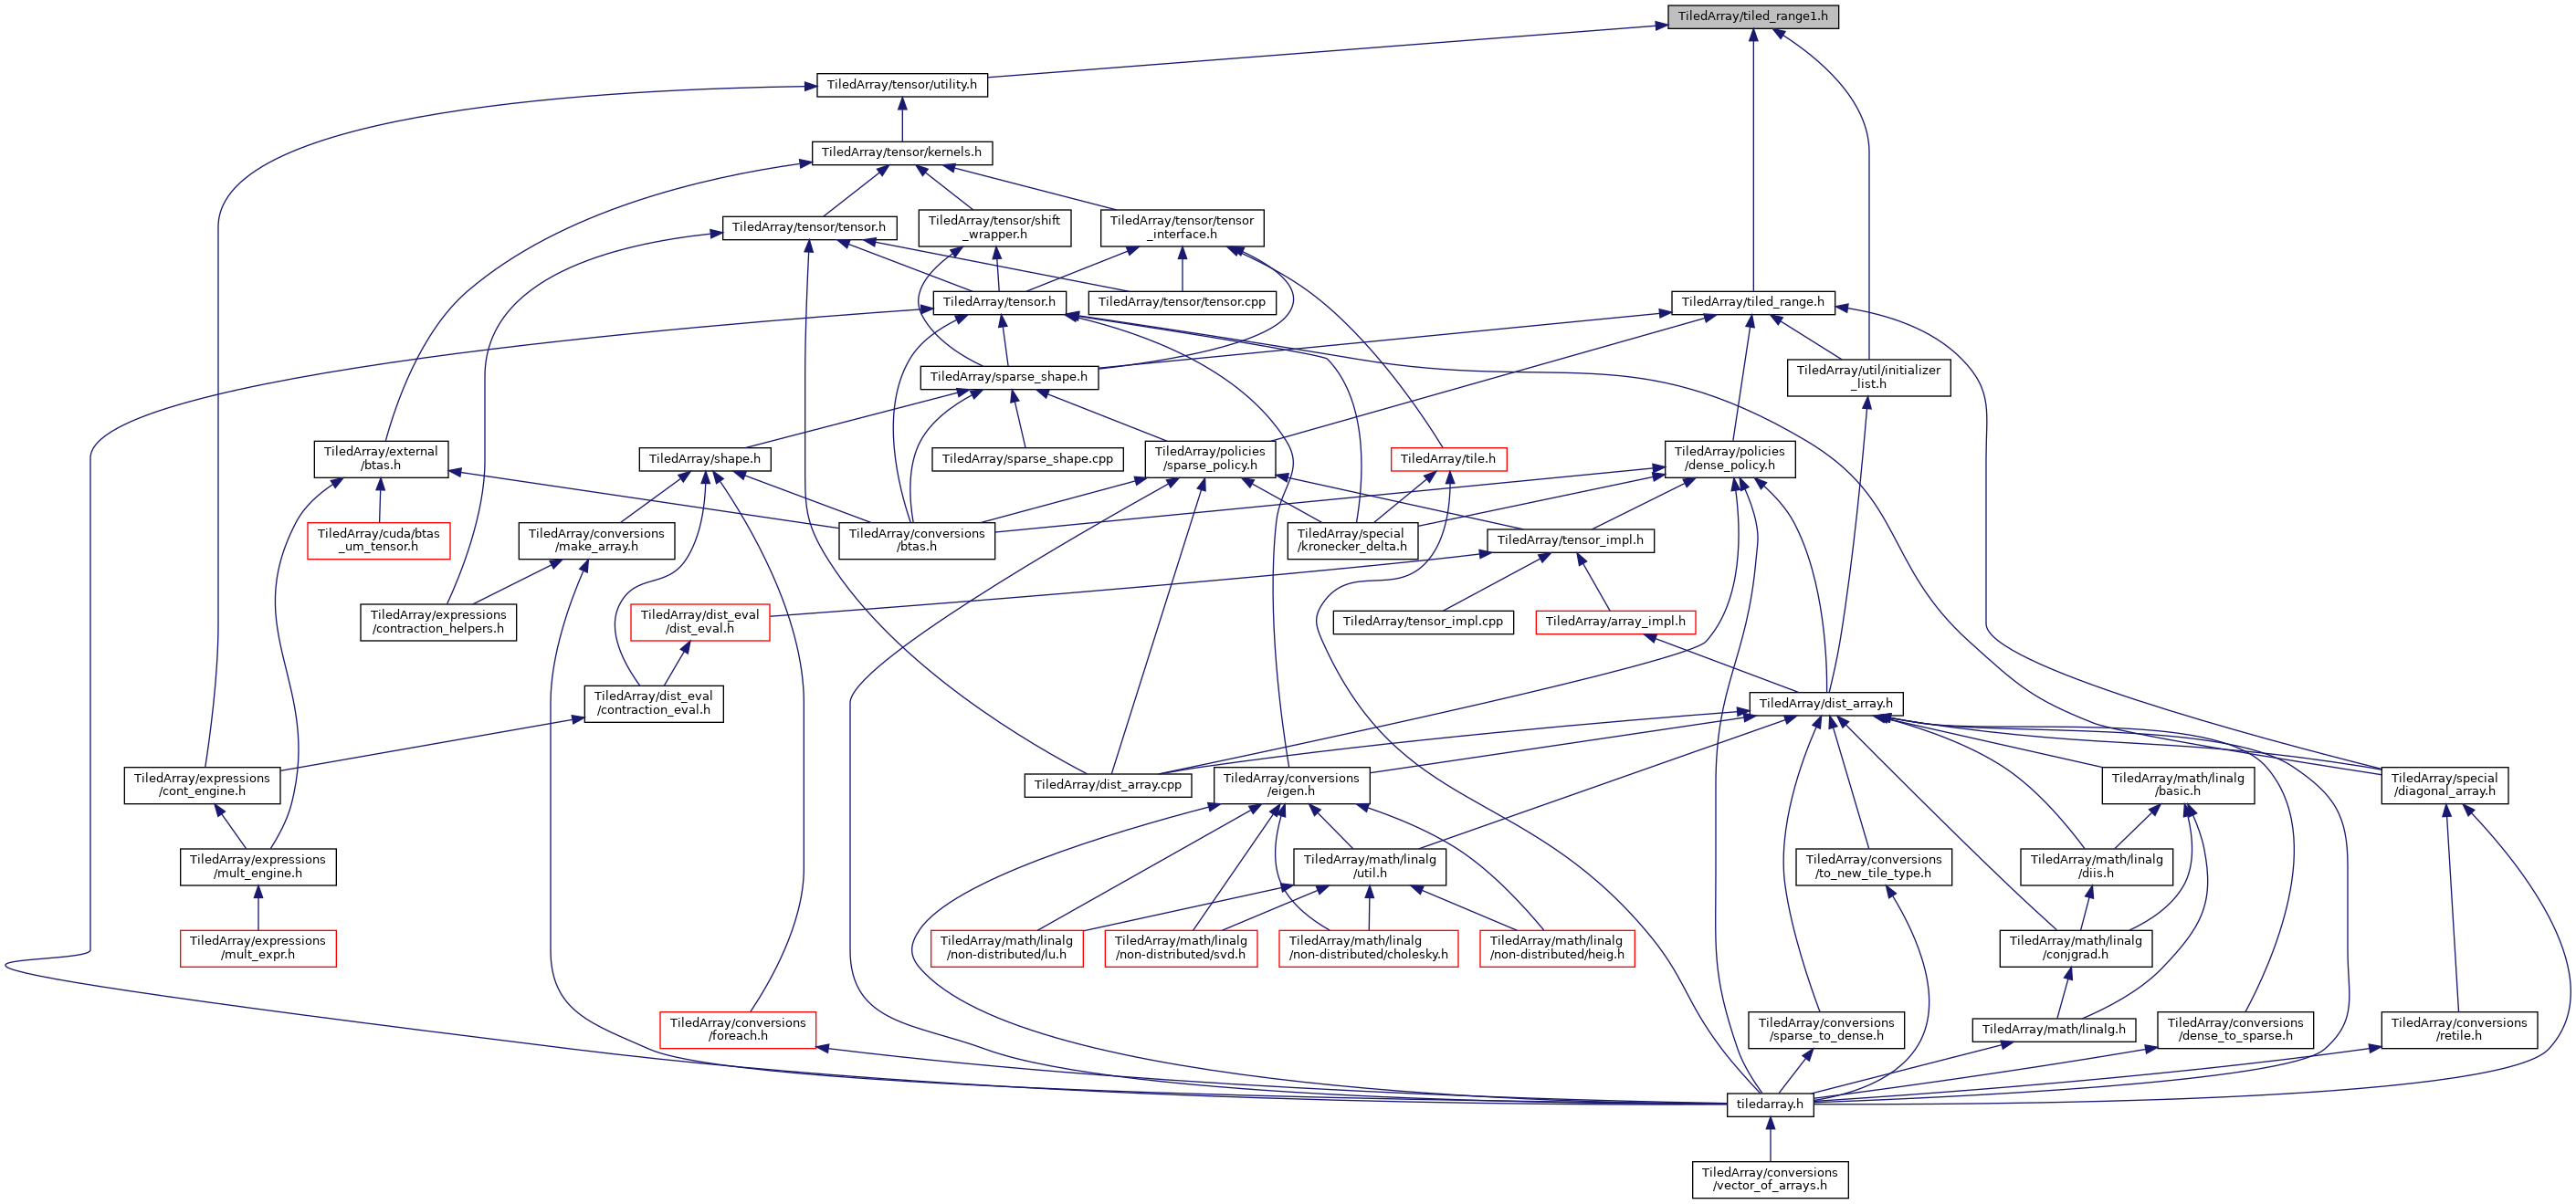 TiledArray/tiled_range1.h
TiledArray/tensor/utility.h
TiledArray/tensor/kernels.h
TiledArray/tensor/tensor.h
TiledArray/tensor/shift
_wrapper.h
TiledArray/tensor/tensor
_interface.h
TiledArray/tensor.h
TiledArray/tensor/tensor.cpp
TiledArray/tiled_range.h
TiledArray/sparse_shape.h
TiledArray/util/initializer
_list.h
TiledArray/external
/btas.h
TiledArray/shape.h
TiledArray/sparse_shape.cpp
TiledArray/policies
/sparse_policy.h
TiledArray/tile.h
TiledArray/policies
/dense_policy.h
TiledArray/cuda/btas
_um_tensor.h
TiledArray/conversions
/make_array.h
TiledArray/conversions
/btas.h
TiledArray/special
/kronecker_delta.h
TiledArray/tensor_impl.h
TiledArray/expressions
/contraction_helpers.h
TiledArray/dist_eval
/dist_eval.h
TiledArray/tensor_impl.cpp
TiledArray/array_impl.h
TiledArray/dist_eval
/contraction_eval.h
TiledArray/dist_array.h
TiledArray/expressions
/cont_engine.h
TiledArray/dist_array.cpp
TiledArray/conversions
/eigen.h
TiledArray/math/linalg
/basic.h
TiledArray/special
/diagonal_array.h
TiledArray/expressions
/mult_engine.h
TiledArray/math/linalg
/util.h
TiledArray/conversions
/to_new_tile_type.h
TiledArray/math/linalg
/diis.h
TiledArray/expressions
/mult_expr.h
TiledArray/math/linalg
/non-distributed/lu.h
TiledArray/math/linalg
/non-distributed/svd.h
TiledArray/math/linalg
/non-distributed/cholesky.h
TiledArray/math/linalg
/non-distributed/heig.h
TiledArray/math/linalg
/conjgrad.h
TiledArray/conversions
/foreach.h
TiledArray/conversions
/sparse_to_dense.h
TiledArray/math/linalg.h
TiledArray/conversions
/dense_to_sparse.h
TiledArray/conversions
/retile.h
tiledarray.h
TiledArray/conversions
/vector_of_arrays.h